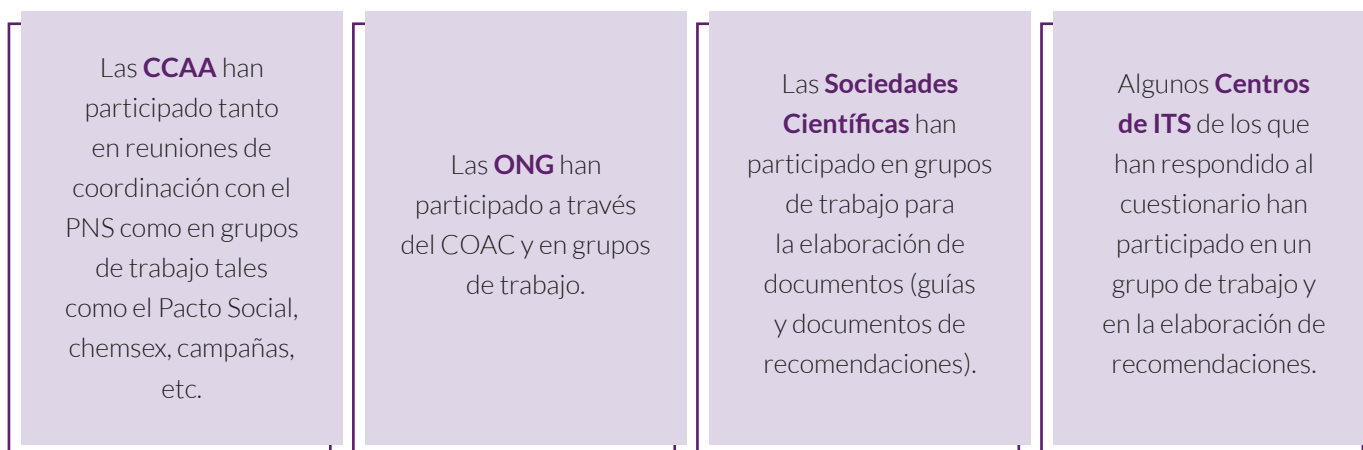 Las CCAA han
participado tanto
en reuniones de
coordinación con el
PNS como en grupos
de trabajo tales
como el Pacto Social,
chemsex, campañas,
etc.
Las ONG han
participado a través
del COAC y en grupos
de trabajo.
Las Sociedades
Científicas han
participado en grupos
de trabajo para
la elaboración de
documentos (guías
y documentos de
recomendaciones).
Algunos Centros
de ITS de los que
han respondido al
cuestionario han
participado en un
grupo de trabajo y
en la elaboración de
recomendaciones.